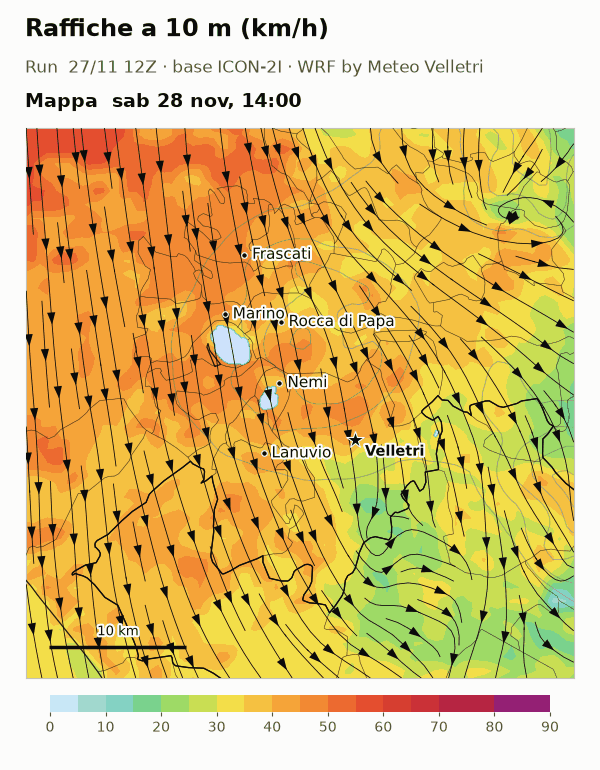 Raffiche a 10 m (km/h)
Run 27/11 12Z · base ICON-2I · WRF by Meteo Velletri
Mappa sab 28 nov, 14:00
Frascati
Marino
Rocca di Papa
Nemi
Velletri
Lanuvio
10 km
0 10 20 30 40 50 60 70 80 90